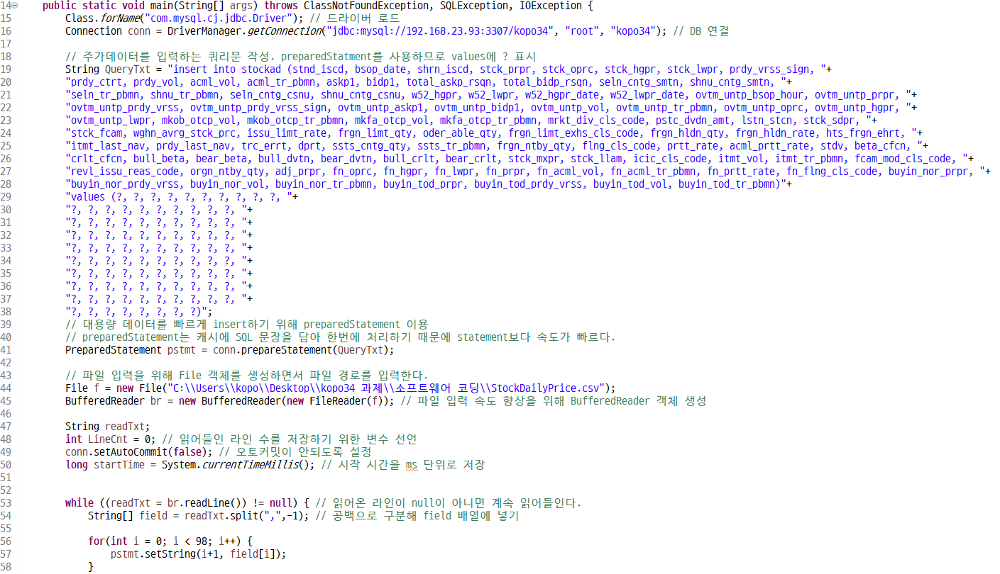 14 public static void main(String[] args) throws ClassNotFoundException, SQLException, IOException {
15 Class.forName("com.mysql.cj.jdbc.Driver"); // 드라이버 로드
16 Connection conn = DriverManager.getConnection("jdbc:mysql://192.168.23.93:3307/kopo34", "root", "kopo34"); // DB 연결
17
18 // 주가데이터를 입력하는 쿼리문 작성. preparedStatment를 사용하므로 values에 ? 표시
19 String QueryTxt = "insert into stockad (stnd_iscd, bsop_date, shrn_iscd, stck_prpr, stck_oprc, stck_hgpr, stck_lwpr, prdy_vrss_sign, "+
20 "prdy_ctrt, prdy_vol, acml_vol, acml_tr_pbmn, askp1, bidp1, total_askp_rsqn, total_bidp_rsqn, seln_cntg_smtn, shnu_cntg_smtn, "+
21 "seln_tr_pbmn, shnu_tr_pbmn, seln_cntg_csnu, shnu_cntg_csnu, w52_hgpr, w52_lwpr, w52_hgpr_date, w52_lwpr_date, ovtm_untp_bsop_hour, ovtm_untp_prpr, "+
22 "ovtm_untp_prdy_vrss, ovtm_untp_prdy_vrss_sign, ovtm_untp_askp1, ovtm_untp_bidp1, ovtm_untp_vol, ovtm_untp_tr_pbmn, ovtm_untp_oprc, ovtm_untp_hgpr, "+
23 "ovtm_untp_lwpr, mkob_otcp_vol, mkob_otcp_tr_pbmn, mkfa_otcp_vol, mkfa_otcp_tr_pbmn, mrkt_div_cls_code, pstc_dvdn_amt, lstn_stcn, stck_sdpr, "+
24 "stck_fcam, wghn_avrg_stck_prc, issu_limt_rate, frgn_limt_qty, oder_able_qty, frgn_limt_exhs_cls_code, frgn_hldn_qty, frgn_hldn_rate, hts_frgn_ehrt, "+
25 "itmt_last_nav, prdy_last_nav, trc_errt, dprt, ssts_cntg_qty, ssts_tr_pbmn, frgn_ntby_qty, flng_cls_code, prtt_rate, acml_prtt_rate, stdv, beta_cfcn, "+
26 "crlt_cfcn, bull_beta, bear_beta, bull_dvtn, bear_dvtn, bull_crlt, bear_crlt, stck_mxpr, stck_llam, icic_cls_code, itmt_vol, itmt_tr_pbmn, fcam_mod_cls_code, "+
27 "revl_issu_reas_code, orgn_ntby_qty, adj_prpr, fn_oprc, fn_hgpr, fn_lwpr, fn_prpr, fn_acml_vol, fn_acml_tr_pbmn, fn_prtt_rate, fn_flng_cls_code, buyin_nor_prpr, "+
28 "buyin_nor_prdy_vrss, buyin_nor_vol, buyin_nor_tr_pbmn, buyin_tod_prpr, buyin_tod_prdy_vrss, buyin_tod_vol, buyin_tod_tr_pbmn)"+
29 "values (?, ?, ?, ?, ?, ?, ?, ?, ?, ?, "+
30 "?, ?, ?, ?, ?, ?, ?, ?, ?, ?, "+
31 "?, ?, ?, ?, ?, ?, ?, ?, ?, ?, "+
32 "?, ?, ?, ?, ?, ?, ?, ?, ?, ?, "+
33 "?, ?, ?, ?, ?, ?, ?, ?, ?, ?, "+
34 "?, ?, ?, ?, ?, ?, ?, ?, ?, ?, "+
35 "?, ?, ?, ?, ?, ?, ?, ?, ?, ?, "+
36 "?, ?, ?, ?, ?, ?, ?, ?, ?, ?, "+
37 "?, ?, ?, ?, ?, ?, ?, ?, ?, ?, "+
38 "?, ?, ?, ?, ?, ?, ?, ?)";
39 // 대용량 데이터를 빠르게 insert하기 위해 preparedStatement 이용
40 // preparedStatement는 캐시에 SQL 문장을 담아 한번에 처리하기 때문에 statement보다 속도가 빠르다.
41 PreparedStatement pstmt = conn.prepareStatement(QueryTxt);
42
43 // 파일 입력을 위해 File 객체를 생성하면서 파일 경로를 입력한다.
44 File f = new File("C:\\Users\\kopo\\Desktop\\kopo34 과제\\소프트웨어 코딩\\StockDailyPrice.csv");
45 BufferedReader br = new BufferedReader(new FileReader(f)); // 파일 입력 속도 향상을 위해 BufferedReader 객체 생성
46
47 String readTxt;
48 int LineCnt = 0; // 읽어들인 라인 수를 저장하기 위한 변수 선언
49 conn.setAutoCommit(false); // 오토커밋이 안되도록 설정
50 long startTime = System.currentTimeMillis(); // 시작 시간을 ms 단위로 저장
51
52
53 while ((readTxt = br.readLine()) != null) { // 읽어온 라인이 null이 아니면 계속 읽어들인다.
54 String[] field = readTxt.split(",",-1); // 공백으로 구분해 field 배열에 넣기
55
56 for(int i = 0; i < 98; i++) {
57 pstmt.setString(i+1, field[i]);
58 }